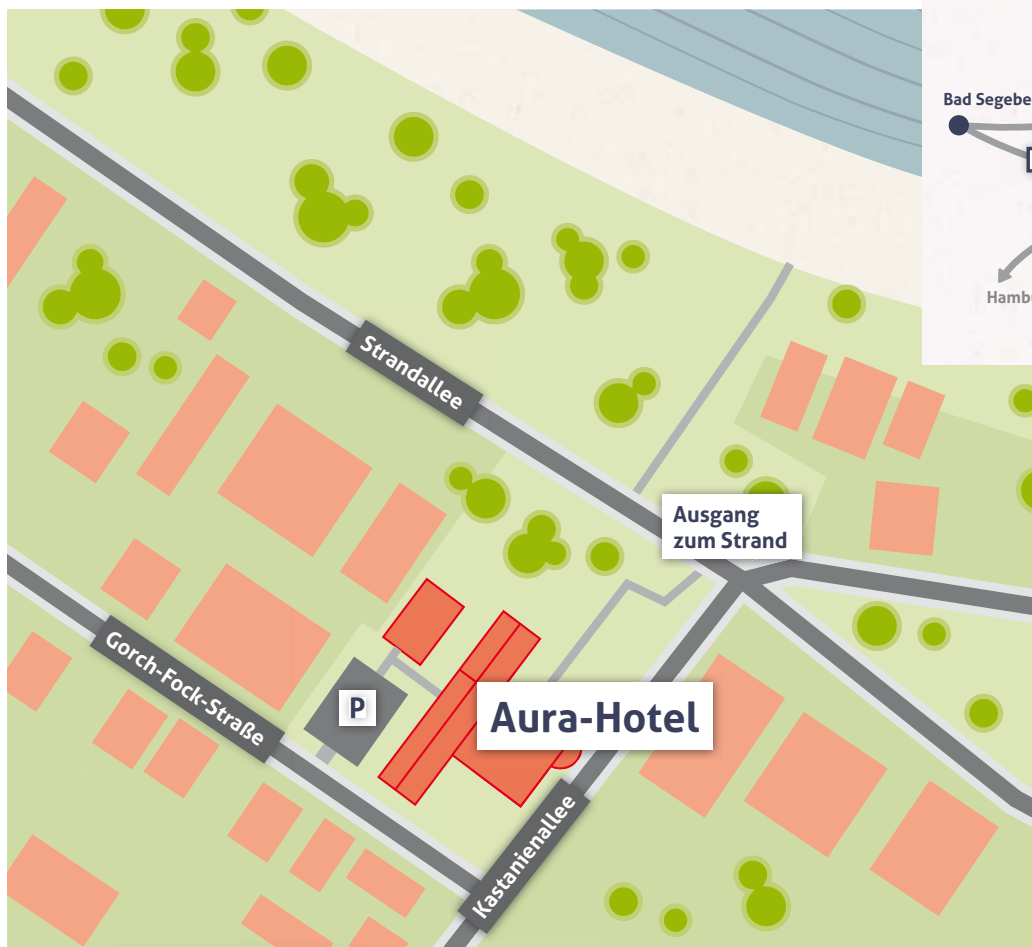 Bad Segebe
Hambu
Strandallee
Ausgang
zum Strand
Gorch-Fock-Straße
P
Aura-Hotel
Kastanienallee